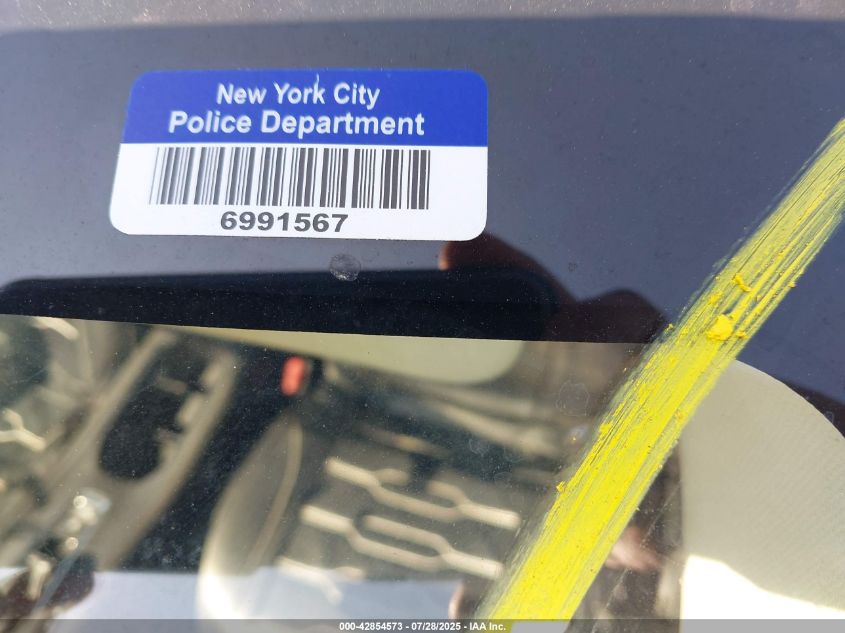 New York City
Police Department
6991567
000-42854573 - 07/28/2025 - IAA Inc.